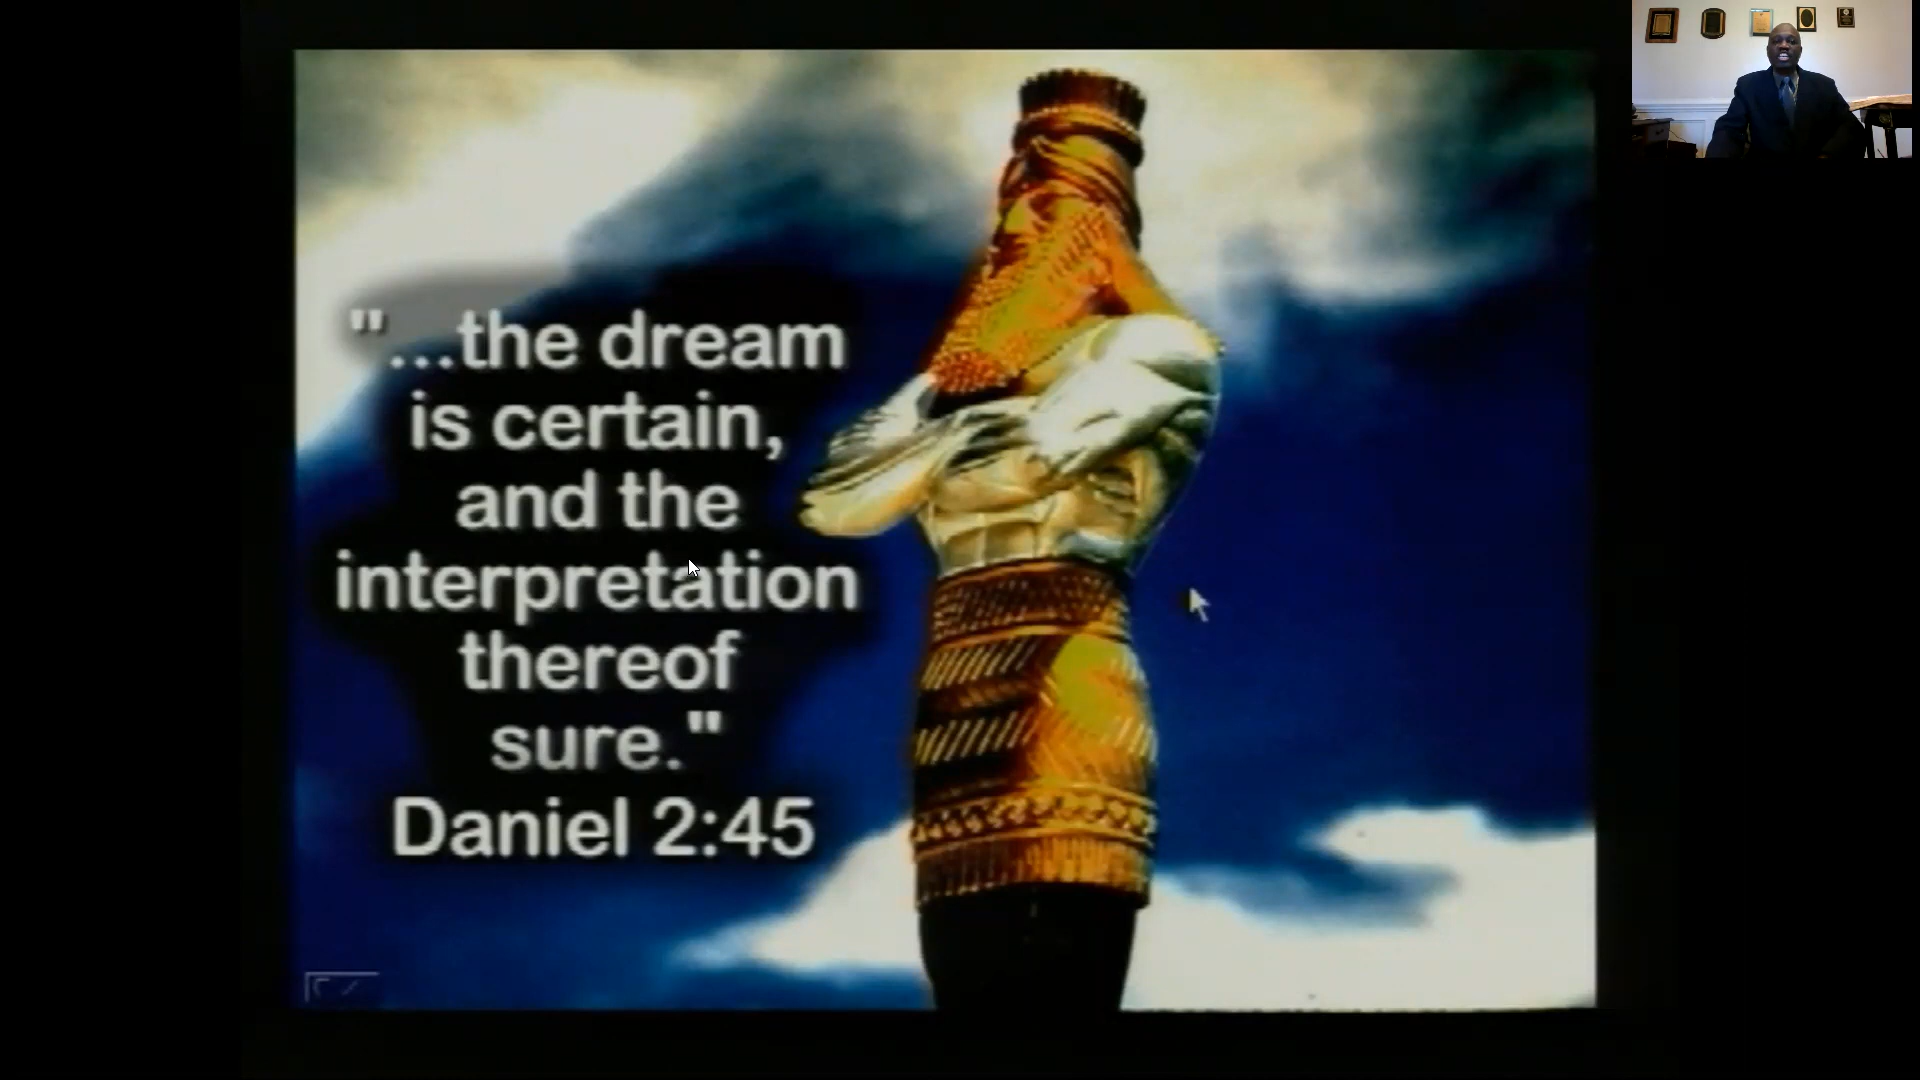 "...the dream
is certain,
and the
interpretation
thereof
sure."
Daniel 2:45